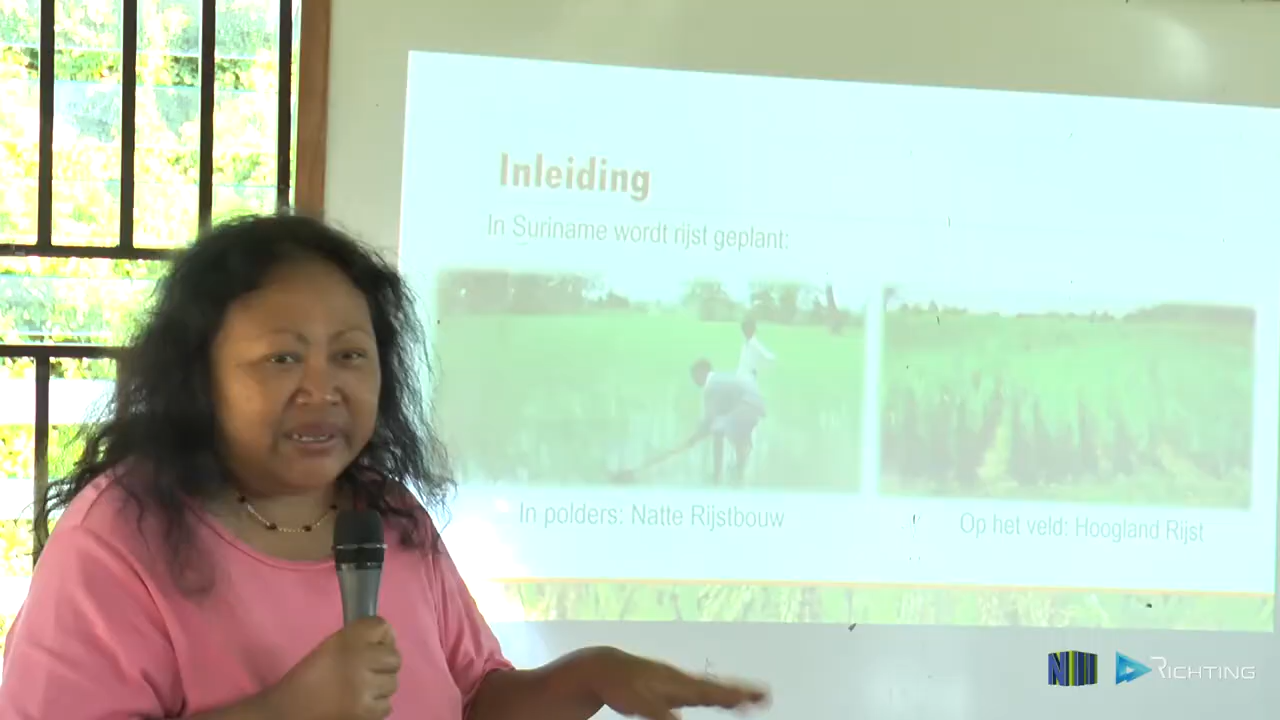 Inleiding
In Suriname wordt rijst geplant:
In polders: Natte Rijstbouw
Op het veld: Hoogland Rijst
RICHTING